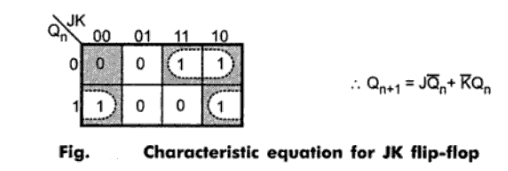 JK
Qn 00 01 11 10
0 0 0 1 1
1 1 0 0 1
∴ Qn+1 = JQ̅n + K̅Qn
Fig. Characteristic equation for JK flip-flop